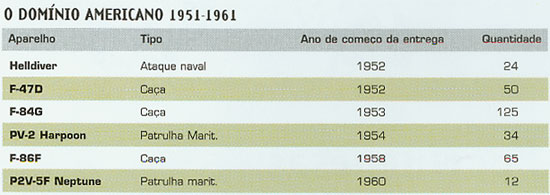 O DOMÍNIO AMERICANO 1951-1961
Aparelho Tipo Ano de começo da entrega Quantidade
Helldiver Ataque naval 1952 24
F-47D Caça 1952 50
F-84G Caça 1953 125
PV-2 Harpoon Patrulha Marit. 1954 34
F-86F Caça 1958 65
P2V-5F Neptune Patrulha marit. 1960 12